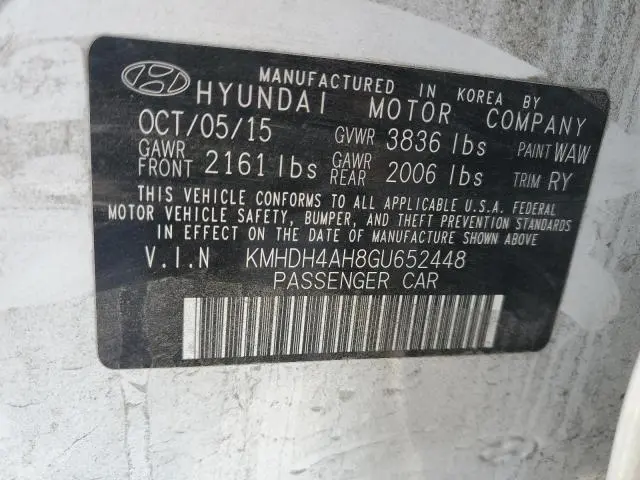 MANUFACTURED IN KOREA BY
HYUNDAI MOTOR COMPANY
OCT/05/15 GVWR 3836 lbs PAINT WAW
GAWR FRONT 2161 lbs GAWR REAR 2006 lbs TRIM RY
THIS VEHICLE CONFORMS TO ALL APPLICABLE U.S.A. FEDERAL
MOTOR VEHICLE SAFETY, BUMPER, AND THEFT PREVENTION STANDARDS
IN EFFECT ON THE DATE OF MANUFACTURE SHOWN ABOVE
V.I.N KMHDH4AH8GU652448
PASSENGER CAR